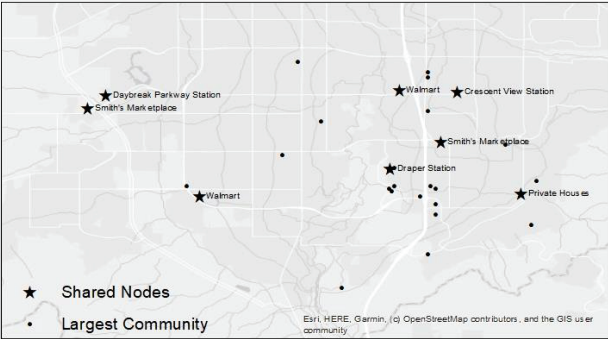 Daybreak Parkway Station
Smith's Marketplace
Walmart
Crescent View Station
Smith's Marketplace
Draper Station
Walmart
Private Houses
Shared Nodes
Largest Community
Esri, HERE, Garmin, (c) OpenStreetMap contributors, and the GIS user
community